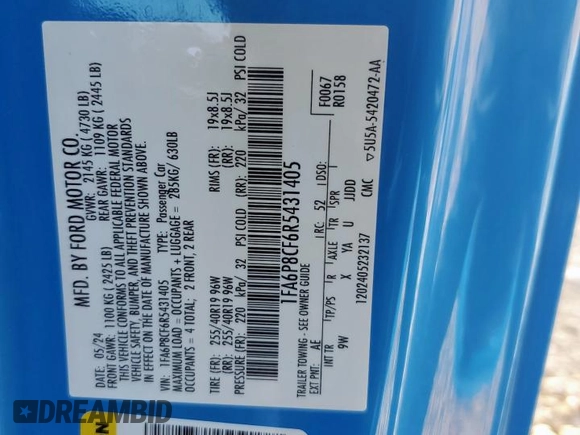 MFD. BY FORD MOTOR CO.
DATE: 05/24 GVWR: 2145 KG ( 4730 LB)
FRONT GAWR: 1100 KG ( 2425 LB) REAR GAWR: 1109 KG ( 2445 LB)
THIS VEHICLE CONFORMS TO ALL APPLICABLE FEDERAL MOTOR
VEHICLE SAFETY, BUMPER, AND THEFT PREVENTION STANDARDS
IN EFFECT ON THE DATE OF MANUFACTURE SHOWN ABOVE.
VIN: 1FA6P8CF6R5431405 TYPE: Passenger Car
MAXIMUM LOAD = OCCUPANTS + LUGGAGE = 285KG/ 630LB
OCCUPANTS = 4 TOTAL; 2 FRONT, 2 REAR
TIRE (FR): 255/40R19 96W RIMS (FR): 19x8.5J
(RR): 255/40R19 96W (RR): 19x8.5J
PRESSURE (FR): 220 kPa/ 32 PSI COLD (RR): 220 kPa/ 32 PSI COLD
1FA6P8CF6R5431405
TRAILER TOWING - SEE OWNER GUIDE F0067
EXT PNT: AE RC: 52 DSO: R0158
INT TR TP/PS R AXLE TR SPR
9W X YA U JJDD
1202405232137 CMC ▽5U5A-5420472-AA
DREAMBID